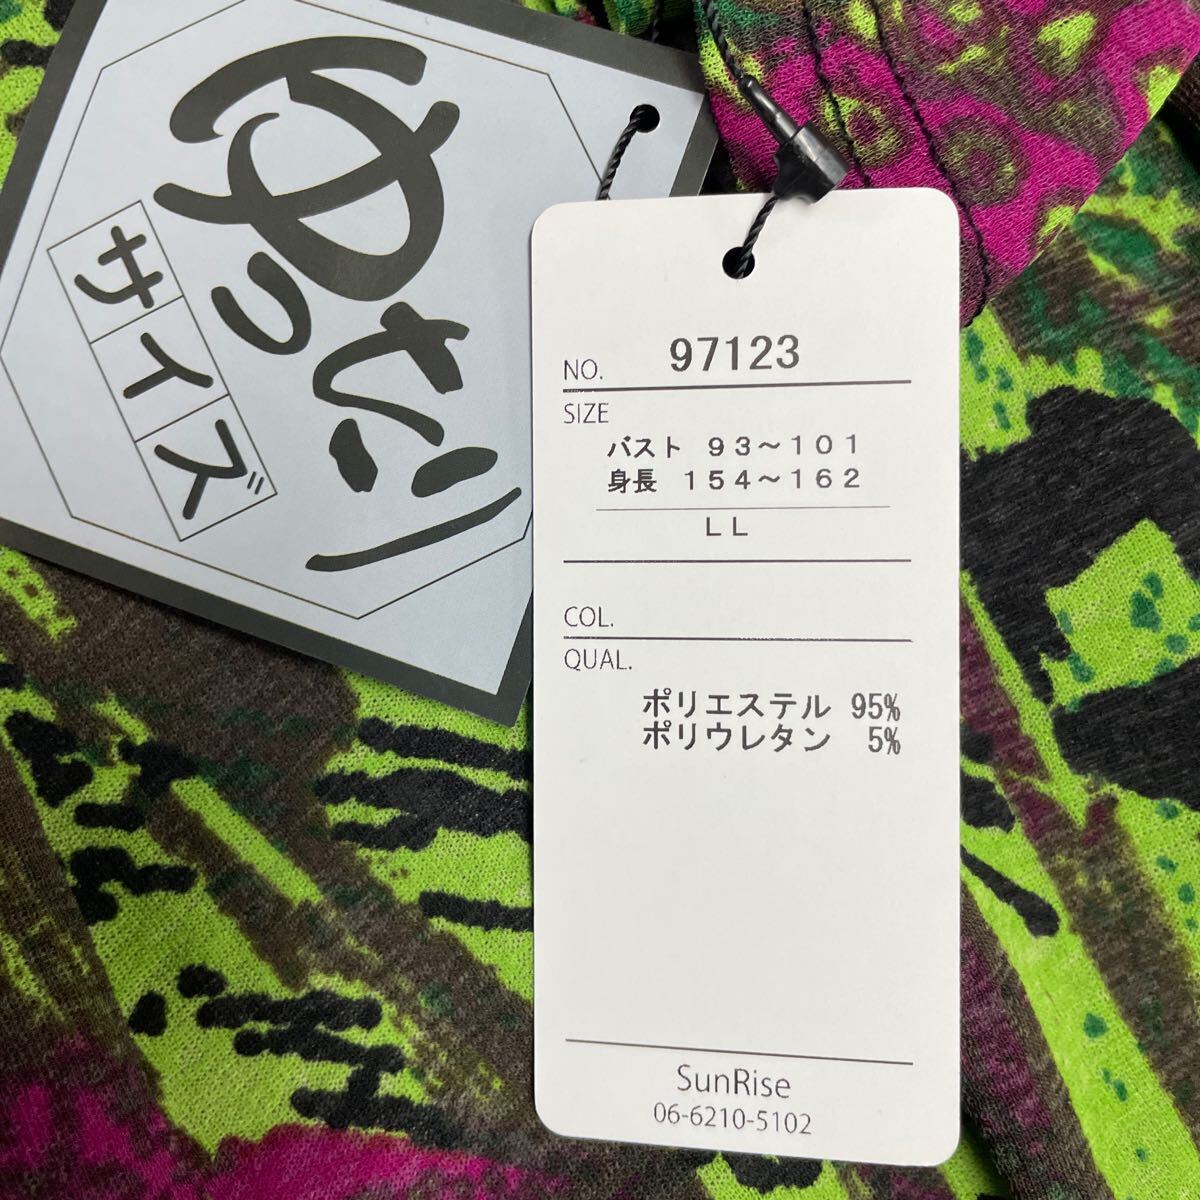 ゆったり
サイズ
NO. 97123
SIZE
バスト 93～101
身長 154～162
LL
COL.
QUAL.
ポリエステル 95%
ポリウレタン 5%
SunRise
06-6210-5102